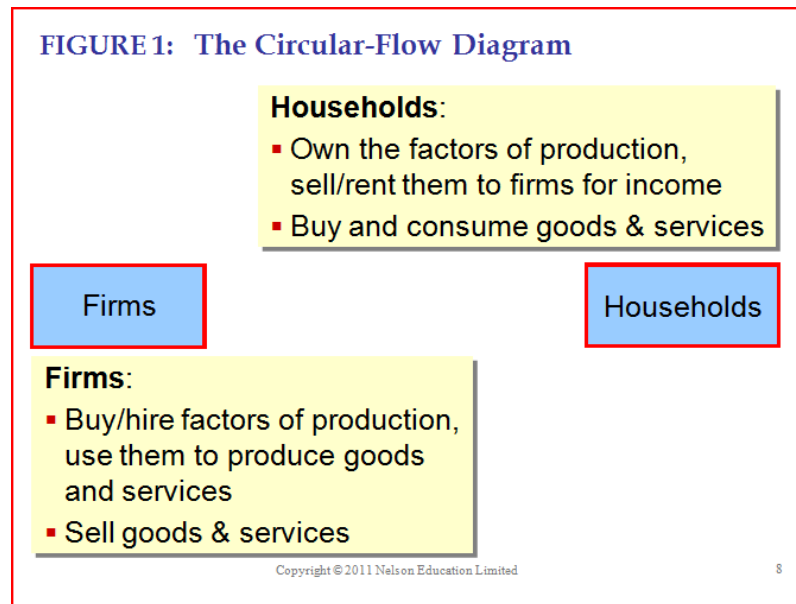 FIGURE 1: The Circular-Flow Diagram
Households:
▪ Own the factors of production,
sell/rent them to firms for income
▪ Buy and consume goods & services
Firms
Households
Firms:
▪ Buy/hire factors of production,
use them to produce goods
and services
▪ Sell goods & services
Copyright © 2011 Nelson Education Limited
8